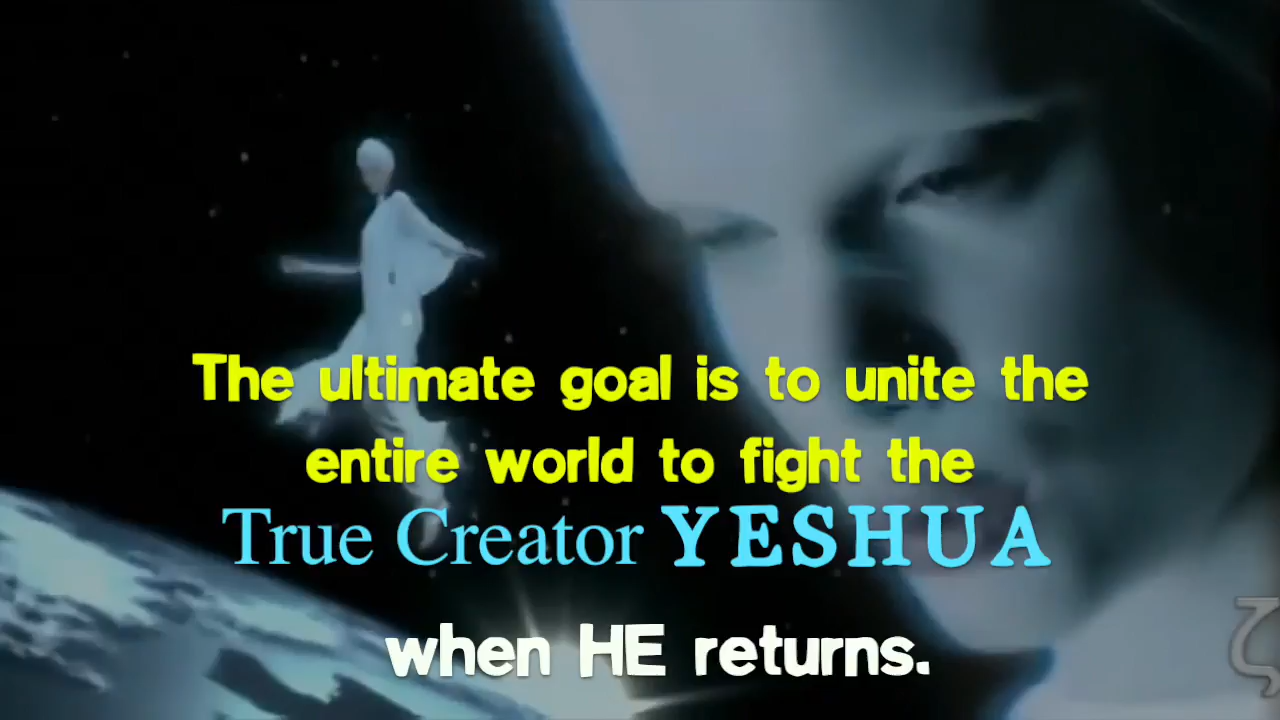 The ultimate goal is to unite the
entire world to fight the
True Creator YESHUA
when HE returns.
ζ